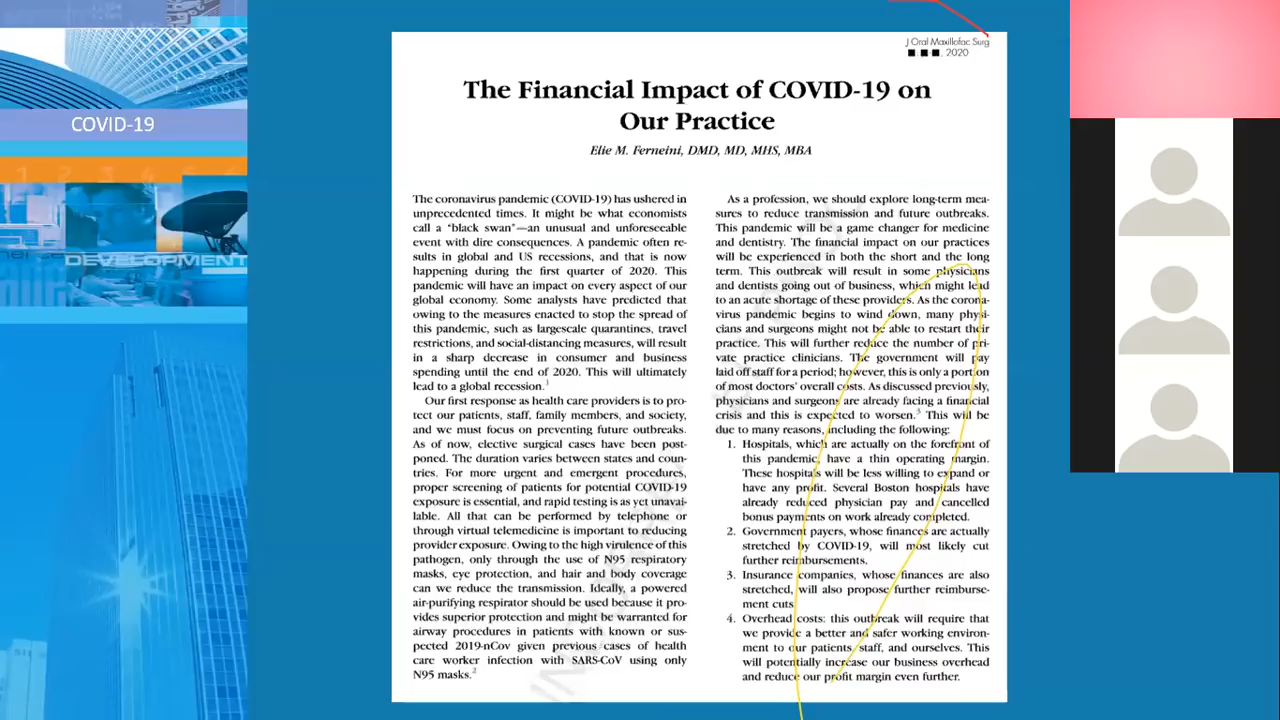 COVID-19
1 2 3 4 5 6
DEVELOPMENT
J Oral Maxillofac Surg
2020
The Financial Impact of COVID-19 on
Our Practice
Elie M. Ferneini, DMD, MD, MHS, MBA
The coronavirus pandemic (COVID-19) has ushered in
unprecedented times. It might be what economists
call a "black swan"—an unusual and unforeseeable
event with dire consequences. A pandemic often re-
sults in global and US recessions, and that is now
happening during the first quarter of 2020. This
pandemic will have an impact on every aspect of our
global economy. Some analysts have predicted that
owing to the measures enacted to stop the spread of
this pandemic, such as largescale quarantines, travel
restrictions, and social-distancing measures, will result
in a sharp decrease in consumer and business
spending until the end of 2020. This will ultimately
lead to a global recession.1
Our first response as health care providers is to pro-
tect our patients, staff, family members, and society,
and we must focus on preventing future outbreaks.
As of now, elective surgical cases have been post-
poned. The duration varies between states and coun-
tries. For more urgent and emergent procedures,
proper screening of patients for potential COVID-19
exposure is essential, and rapid testing is as yet unavai-
lable. All that can be performed by telephone or
through virtual telemedicine is important to reducing
provider exposure. Owing to the high virulence of this
pathogen, only through the use of N95 respiratory
masks, eye protection, and hair and body coverage
can we reduce the transmission. Ideally, a powered
air-purifying respirator should be used because it pro-
vides superior protection and might be warranted for
airway procedures in patients with known or sus-
pected 2019-nCov given previous cases of health
care worker infection with SARS-CoV using only
N95 masks.2
As a profession, we should explore long-term mea-
sures to reduce transmission and future outbreaks.
This pandemic will be a game changer for medicine
and dentistry. The financial impact on our practices
will be experienced in both the short and the long
term. This outbreak will result in some physicians
and dentists going out of business, which might lead
to an acute shortage of these providers. As the corona-
virus pandemic begins to wind down, many physi-
cians and surgeons might not be able to restart their
practice. This will further reduce the number of pri-
vate practice clinicians. The government will pay
laid off staff for a period; however, this is only a portion
of most doctors' overall costs. As discussed previously,
physicians and surgeons are already facing a financial
crisis and this is expected to worsen.3 This will be
due to many reasons, including the following:
1. Hospitals, which are actually on the forefront of
this pandemic, have a thin operating margin.
These hospitals will be less willing to expand or
have any profit. Several Boston hospitals have
already reduced physician pay and cancelled
bonus payments on work already completed.
2. Government payers, whose finances are actually
stretched by COVID-19, will most likely cut
further reimbursements.
3. Insurance companies, whose finances are also
stretched, will also propose further reimburse-
ment cuts
4. Overhead costs: this outbreak will require that
we provide a better and safer working environ-
ment to our patients, staff, and ourselves. This
will potentially increase our business overhead
and reduce our profit margin even further.